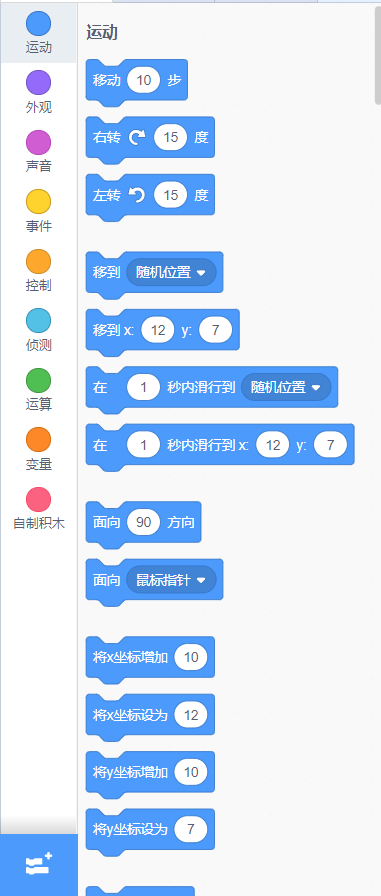 运动
外观
声音
事件
控制
侦测
运算
变量
自制积木
运动
移动 10 步
右转 15 度
左转 15 度
移到 随机位置
移到 x: 12 y: 7
在 1 秒内滑行到 随机位置
在 1 秒内滑行到 x: 12 y: 7
面向 90 方向
面向 鼠标指针
将x坐标增加 10
将x坐标设为 12
将y坐标增加 10
将y坐标设为 7